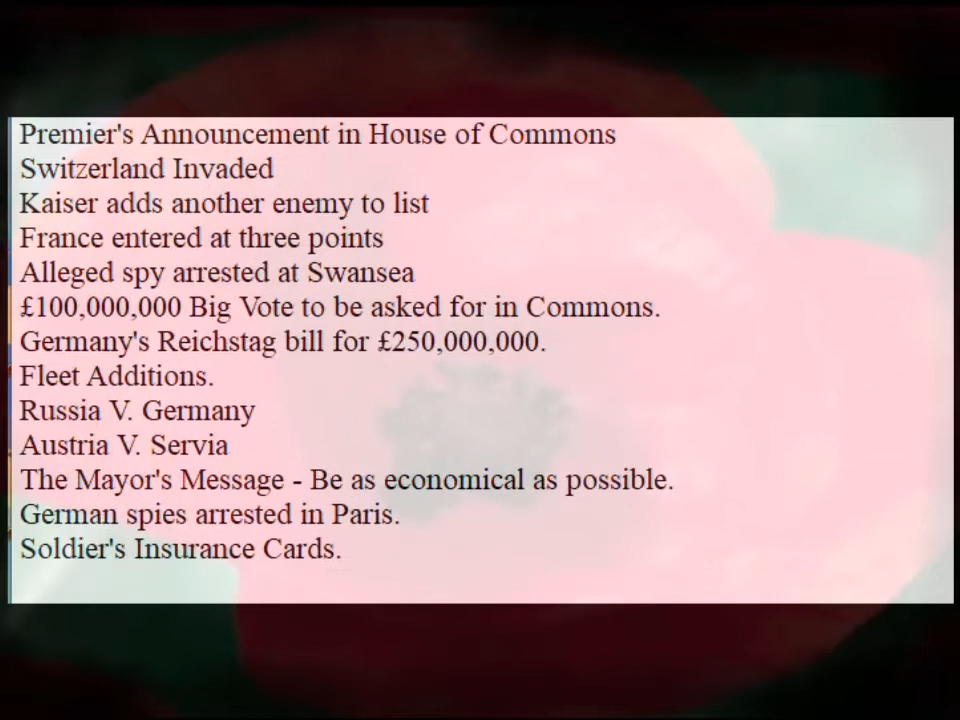 Premier's Announcement in House of Commons
Switzerland Invaded
Kaiser adds another enemy to list
France entered at three points
Alleged spy arrested at Swansea
£100,000,000 Big Vote to be asked for in Commons.
Germany's Reichstag bill for £250,000,000.
Fleet Additions.
Russia V. Germany
Austria V. Servia
The Mayor's Message - Be as economical as possible.
German spies arrested in Paris.
Soldier's Insurance Cards.